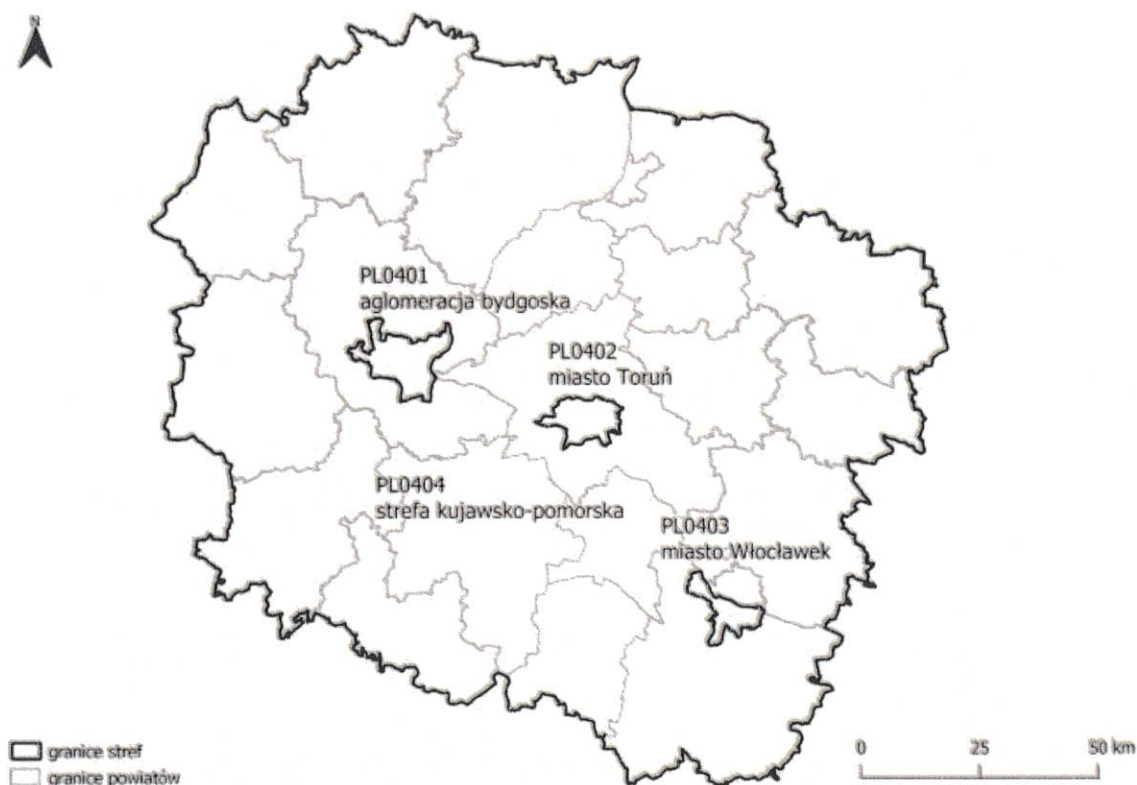 N
PL0401
aglomeracja bydgoska
PL0402
miasto Toruń
PL0404
strefa kujawsko-pomorska
PL0403
miasto Włocławek
granice stref
granice powiatów
0 25 50 km